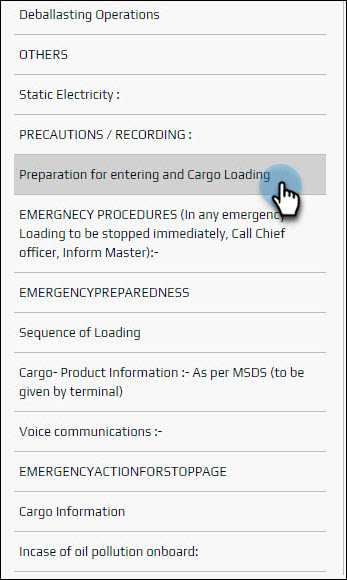 Deballasting Operations
OTHERS
Static Electricity :
PRECAUTIONS / RECORDING :
Preparation for entering and Cargo Loading
EMERGNECY PROCEDURES (In any emergency
Loading to be stopped immediately, Call Chief
officer, Inform Master):-
EMERGENCYPREPAREDNESS
Sequence of Loading
Cargo- Product Information :- As per MSDS (to be
given by terminal)
Voice communications :-
EMERGENCYACTIONFORSTOPPAGE
Cargo Information
Incase of oil pollution onboard: